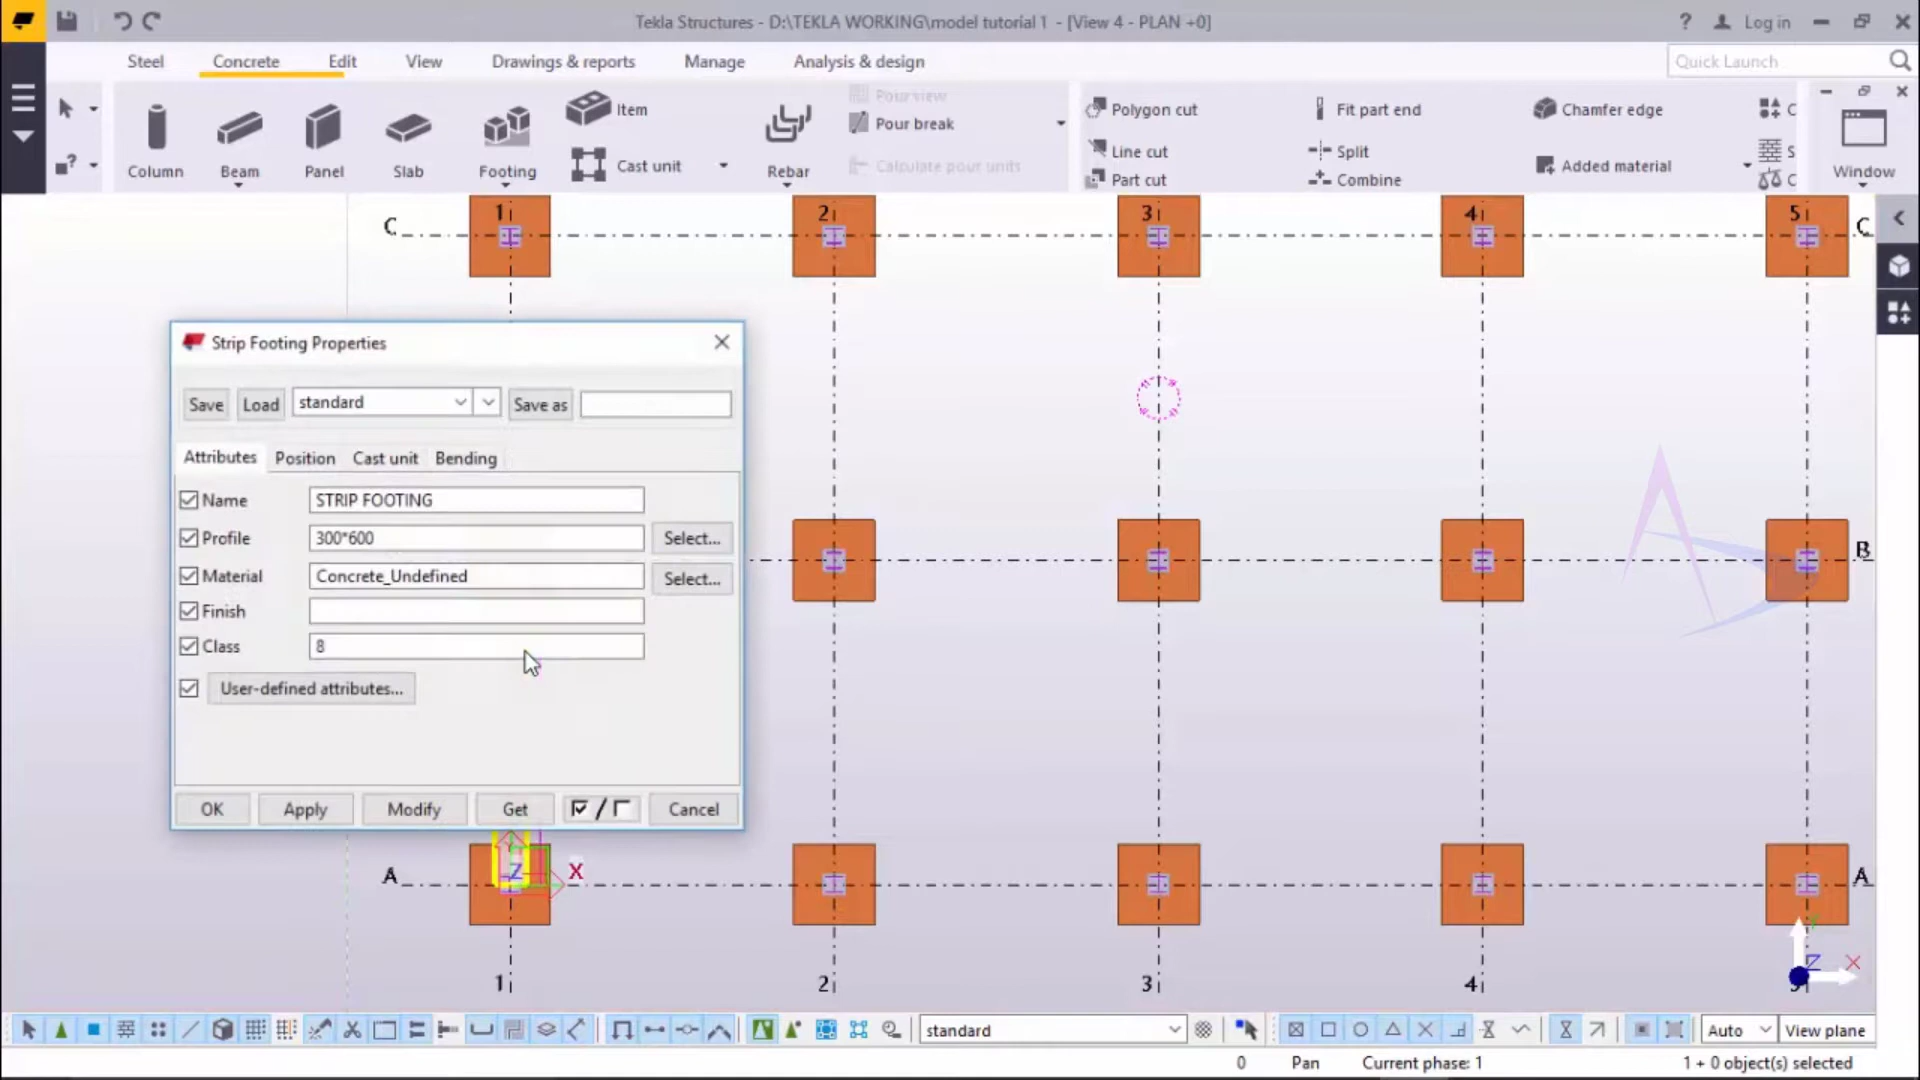 Tekla Structures - D:\TEKLA WORKING\model tutorial 1 - [View 4 - PLAN +0]
? Log in
Steel Concrete Edit View Drawings & reports Manage Analysis & design Quick Launch
Column Beam Panel Slab Footing Item Cast unit Rebar
Pour view
Pour break
Calculate pour units
Polygon cut
Line cut
Part cut
Fit part end
Split
Combine
Chamfer edge
Added material
C
S
C
Window
1 2 3 4 5
C C
Strip Footing Properties
Save Load standard Save as
Attributes Position Cast unit Bending
Name STRIP FOOTING
Profile 300*600 Select...
Material Concrete_Undefined Select...
Finish
Class 8
User-defined attributes...
OK Apply Modify Get / Cancel
B
A Z X A
1 2 3 4
Z X
standard Auto View plane
0 Pan Current phase: 1 1 + 0 object(s) selected